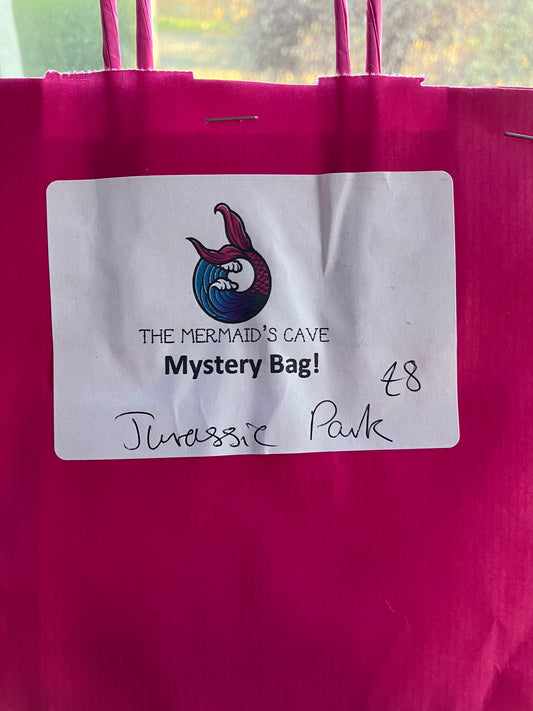 THE MERMAID'S CAVE
Mystery Bag!
£8
Jurassic Park